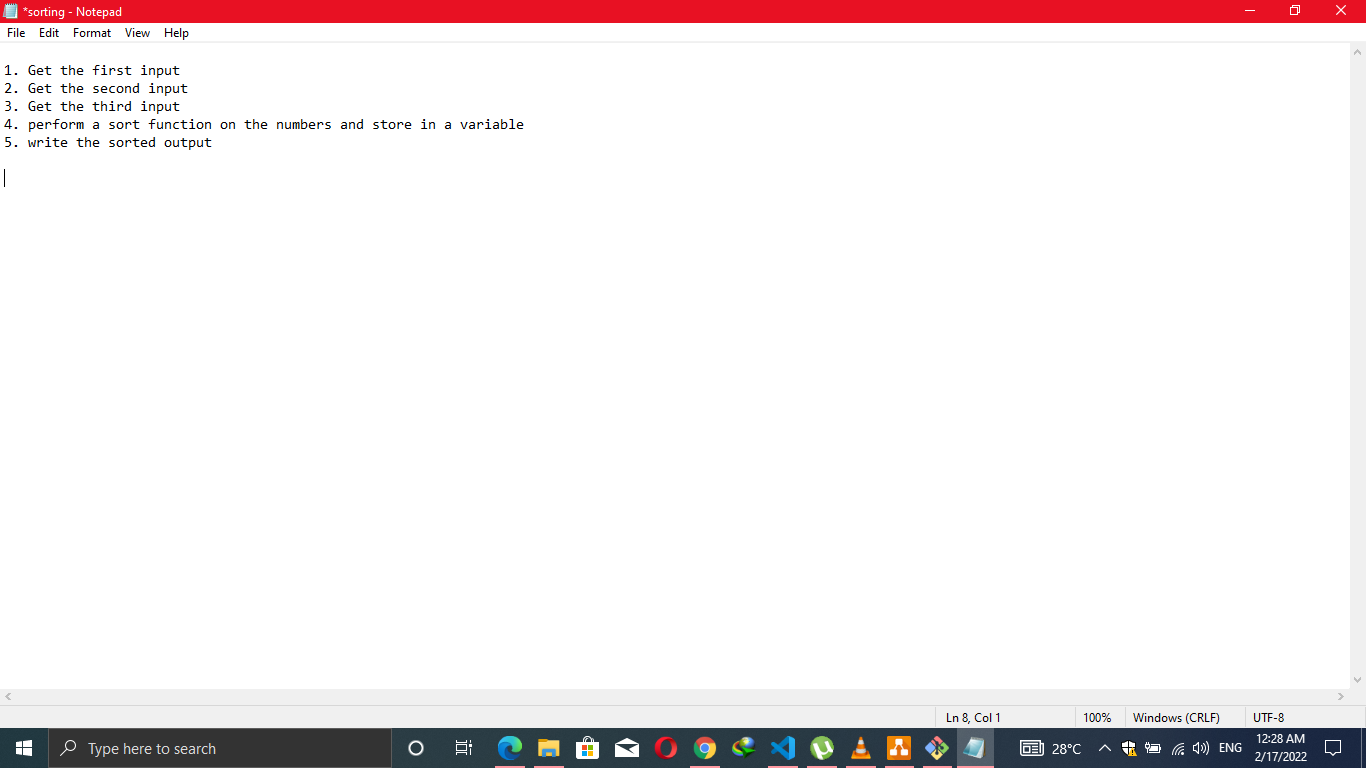 *sorting - Notepad
File Edit Format View Help
1. Get the first input
2. Get the second input
3. Get the third input
4. perform a sort function on the numbers and store in a variable
5. write the sorted output
Ln 8, Col 1 100% Windows (CRLF) UTF-8
Type here to search 28°C ENG 12:28 AM
2/17/2022